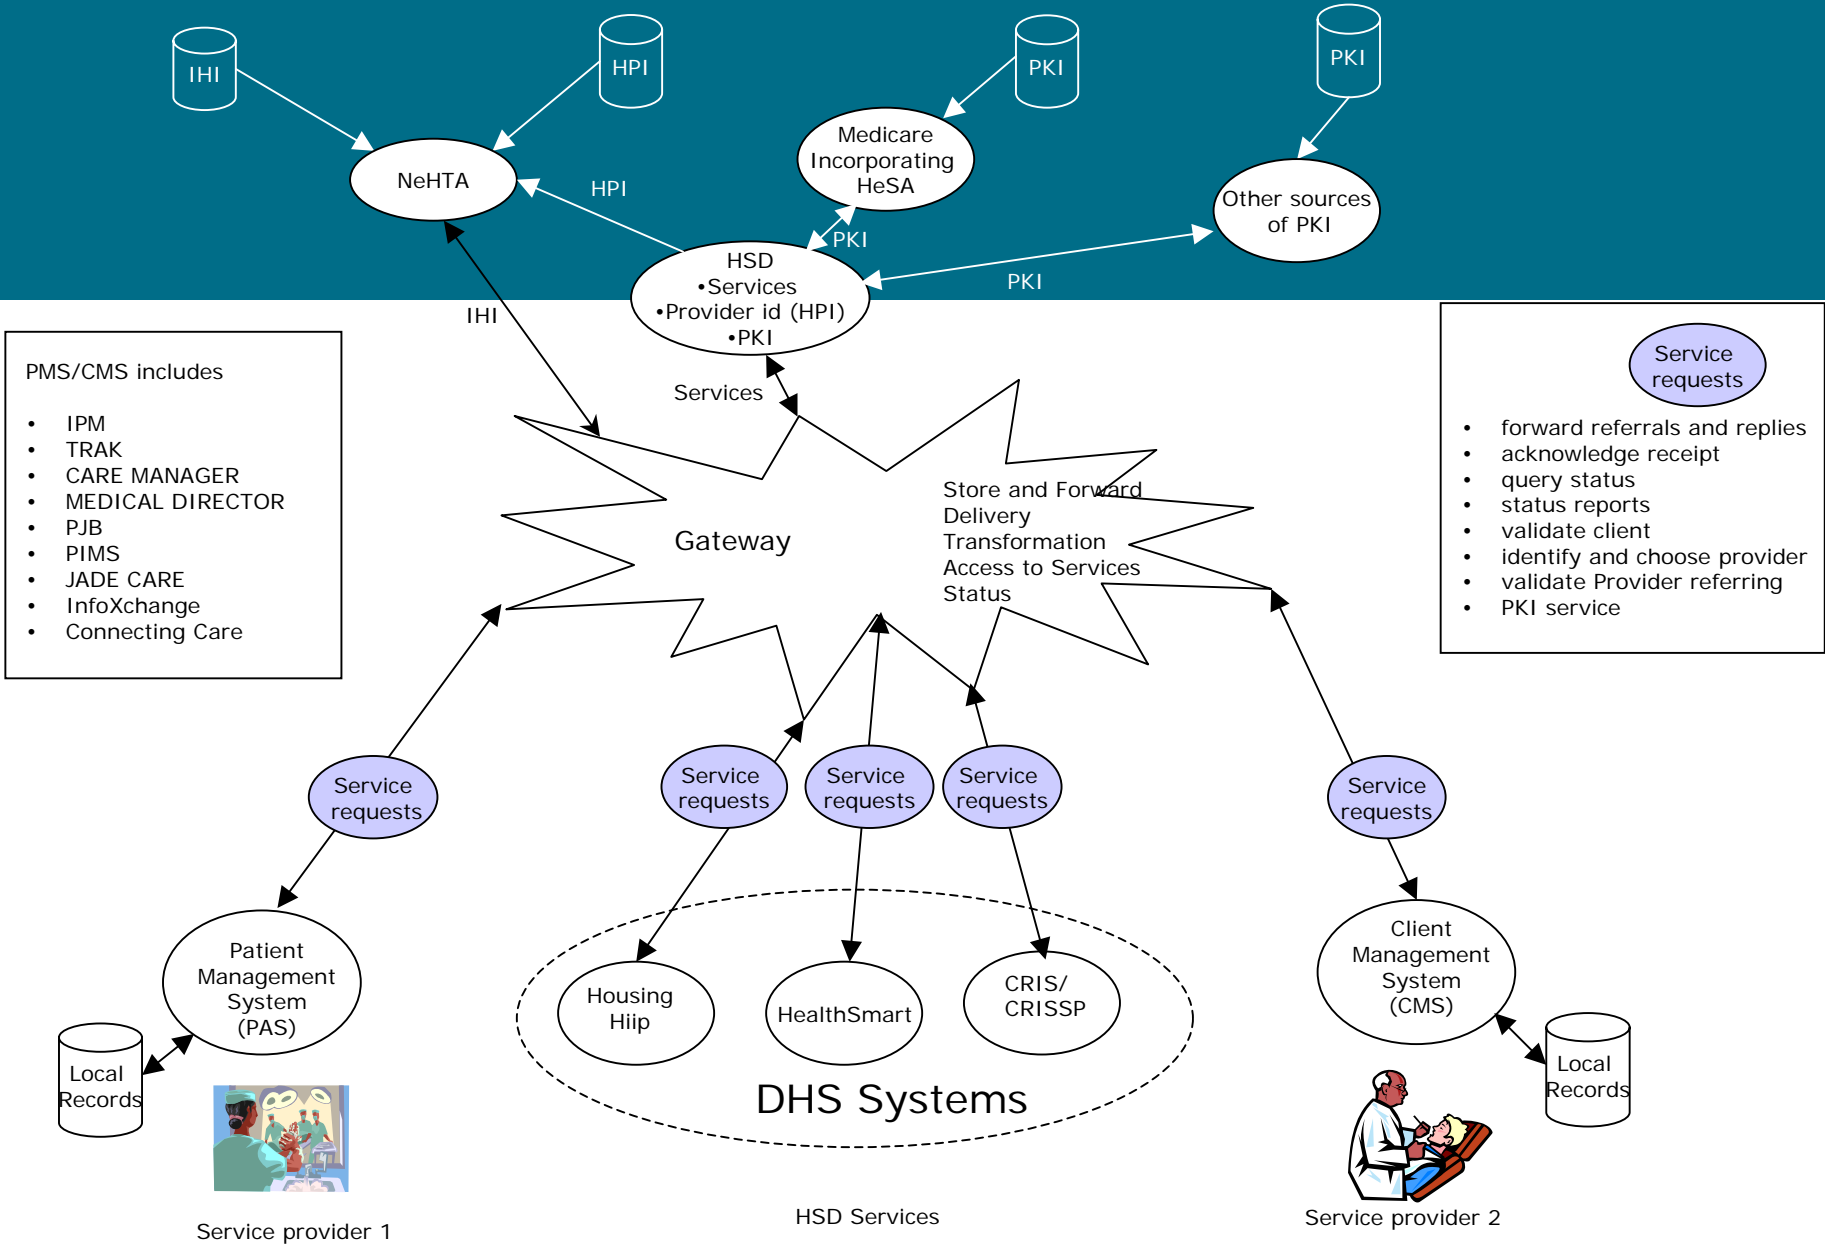 IHI
HPI
PKI
PKI
Medicare
Incorporating
HeSA
NeHTA
HPI
Other sources
of PKI
PKI
HSD
•Services
•Provider id (HPI)
•PKI
PKI
IHI
Services
PMS/CMS includes
• IPM
• TRAK
• CARE MANAGER
• MEDICAL DIRECTOR
• PJB
• PIMS
• JADE CARE
• InfoXchange
• Connecting Care
Service
requests
• forward referrals and replies
• acknowledge receipt
• query status
• status reports
• validate client
• identify and choose provider
• validate Provider referring
• PKI service
Gateway
Store and Forward
Delivery
Transformation
Access to Services
Status
Service
requests
Service
requests
Service
requests
Service
requests
Service
requests
Patient
Management
System
(PAS)
Local
Records
Housing
Hiip
HealthSmart
CRIS/
CRISSP
DHS Systems
Client
Management
System
(CMS)
Local
Records
Service provider 1
HSD Services
Service provider 2